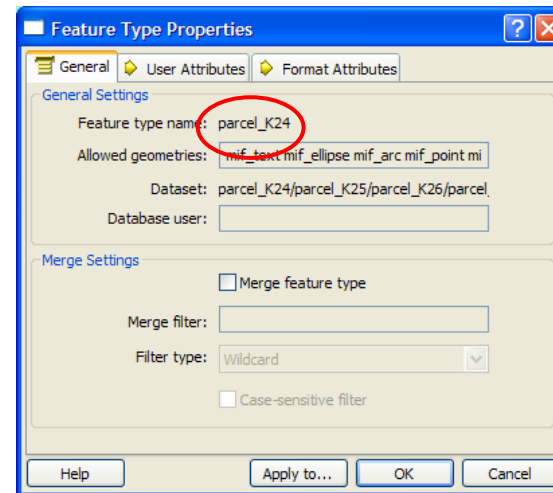 Feature Type Properties
General User Attributes Format Attributes
General Settings
Feature type name: parcel_K24
Allowed geometries: mif_text mif_ellipse mif_arc mif_point mi
Dataset: parcel_K24/parcel_K25/parcel_K26/parcel_
Database user:
Merge Settings
Merge feature type
Merge filter:
Filter type: Wildcard
Case-sensitive filter
Help Apply to... OK Cancel